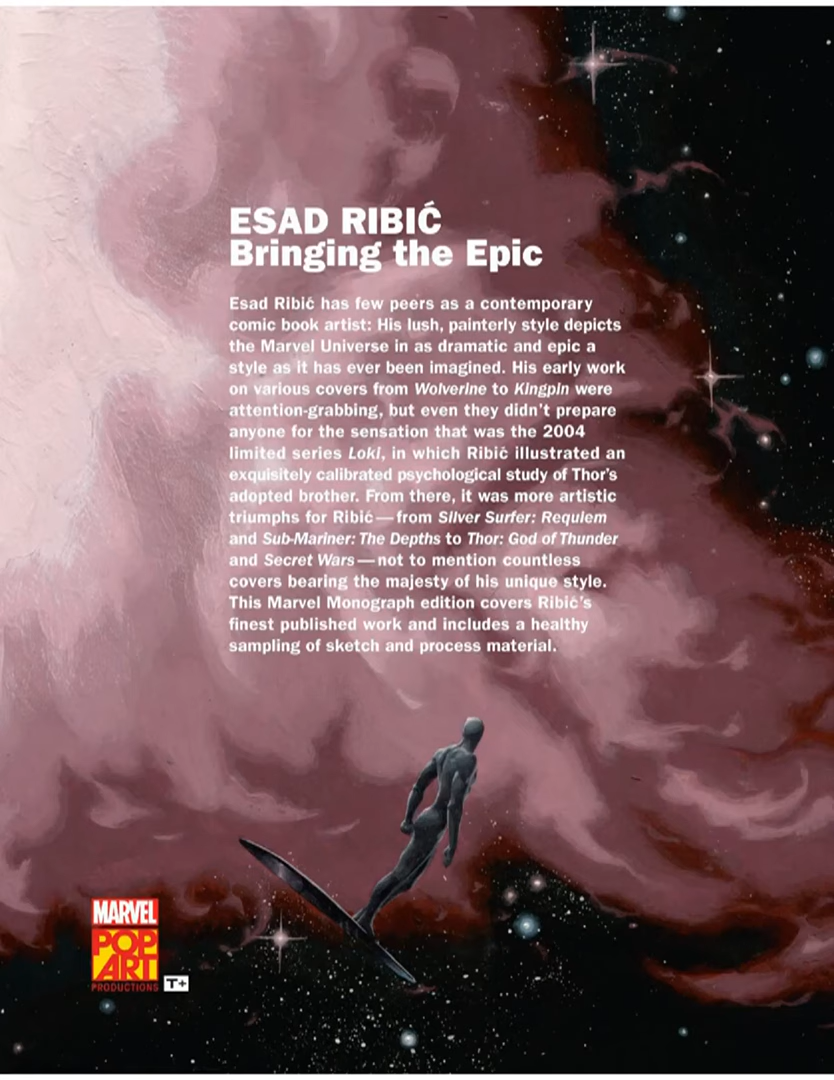 ESAD RIBIĆ
Bringing the Epic
Esad Ribić has few peers as a contemporary
comic book artist: His lush, painterly style depicts
the Marvel Universe in as dramatic and epic a
style as it has ever been imagined. His early work
on various covers from Wolverine to Kingpin were
attention-grabbing, but even they didn't prepare
anyone for the sensation that was the 2004
limited series Loki, in which Ribić illustrated an
exquisitely calibrated psychological study of Thor's
adopted brother. From there, it was more artistic
triumphs for Ribić—from Silver Surfer: Requiem
and Sub-Mariner: The Depths to Thor: God of Thunder
and Secret Wars—not to mention countless
covers bearing the majesty of his unique style.
This Marvel Monograph edition covers Ribić's
finest published work and includes a healthy
sampling of sketch and process material.
MARVEL
POP
ART
PRODUCTIONS T+